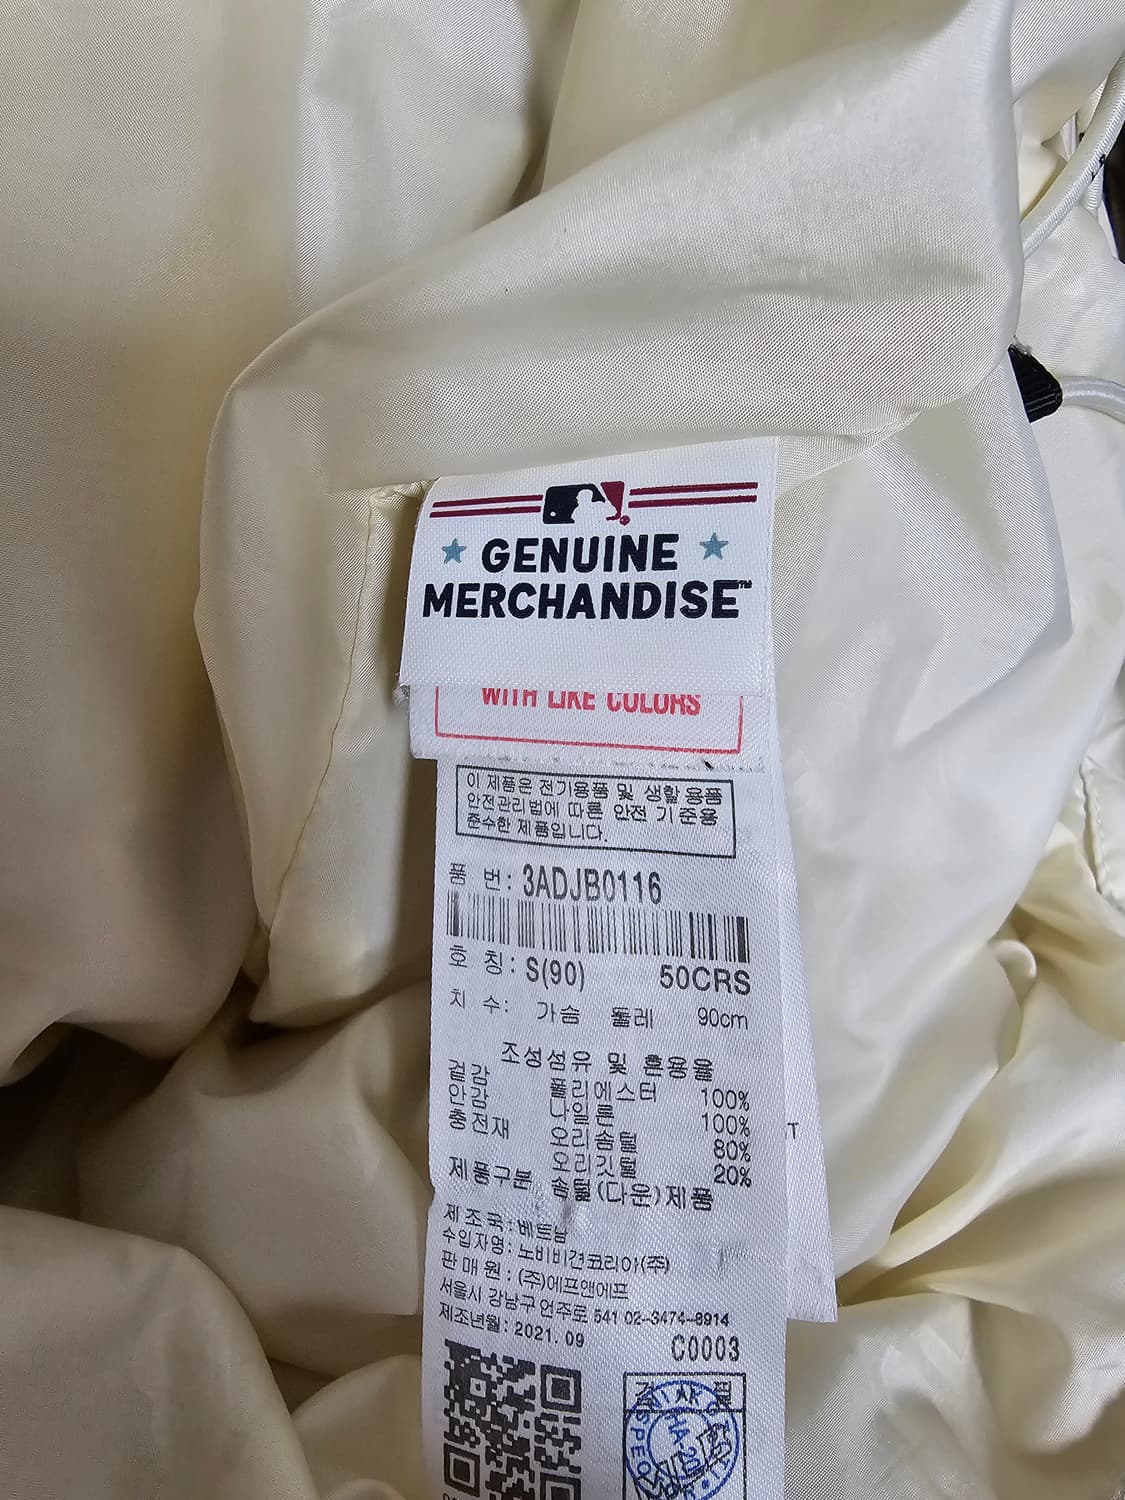 GENUINE
MERCHANDISE™
WITH LIKE COLORS
이 제품은 전기용품 및 생활 용품
안전관리법에 따른 안전 기준용
준수한 제품입니다.
품 번: 3ADJB0116
호 칭: S(90) 50CRS
치 수: 가슴 둘레 90cm
조성섬유 및 혼용율
겉감 폴리에스터 100%
안감 나일론 100%
충전재 오리솜털 80%
오리깃털 20%
제품구분 솜털(다운)제품
제 조 국: 베트남
수입자명: 노비비견코리아(주)
판 매 원: (주)에프앤에프
서울시 강남구 언주로 541 02-3474-8914
제조년월: 2021. 09
C0003
T